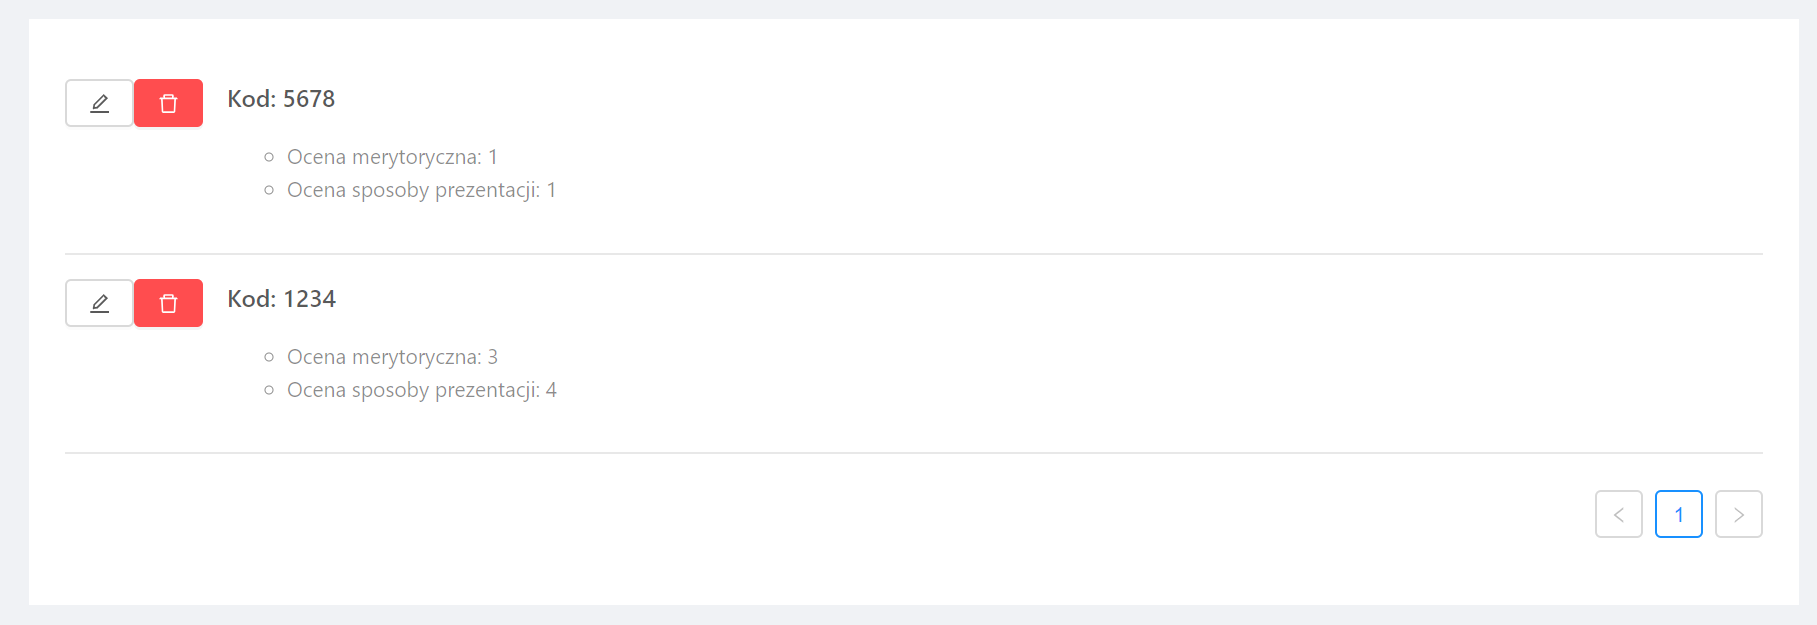 Kod: 5678
Ocena merytoryczna: 1
Ocena sposoby prezentacji: 1
Kod: 1234
Ocena merytoryczna: 3
Ocena sposoby prezentacji: 4
1